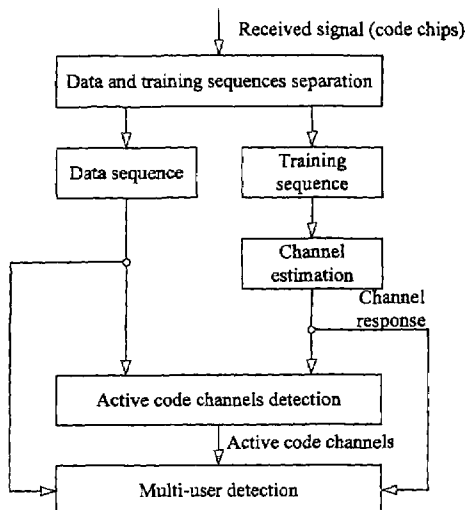 Received signal (code chips)
Data and training sequences separation
Data sequence
Training
sequence
Channel
estimation
Channel
response
Active code channels detection
Active code channels
Multi-user detection